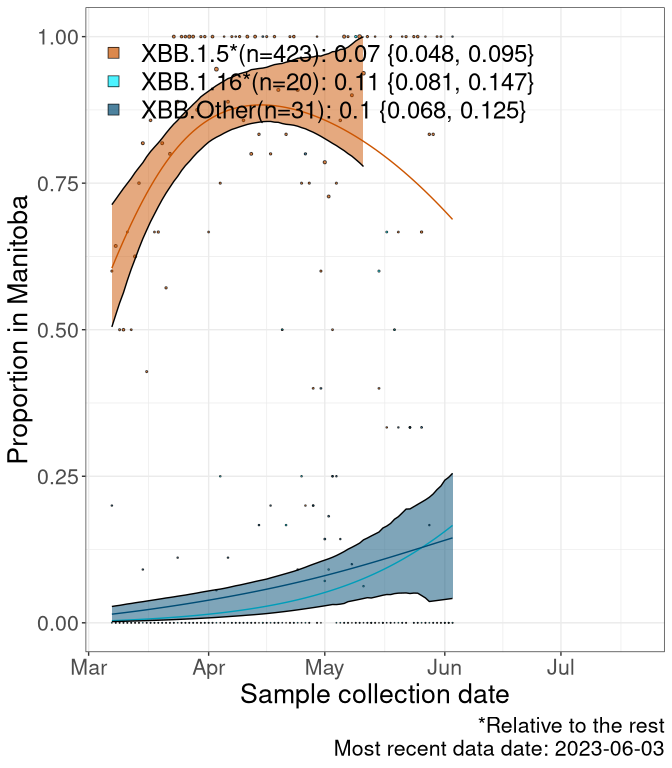 1.00
0.75
0.50
0.25
0.00
Proportion in Manitoba
XBB.1.5*(n=423): 0.07 {0.048, 0.095}
XBB.1.16*(n=20): 0.11 {0.081, 0.147}
XBB.Other(n=31): 0.1 {0.068, 0.125}
Mar Apr May Jun Jul
Sample collection date
*Relative to the rest
Most recent data date: 2023-06-03